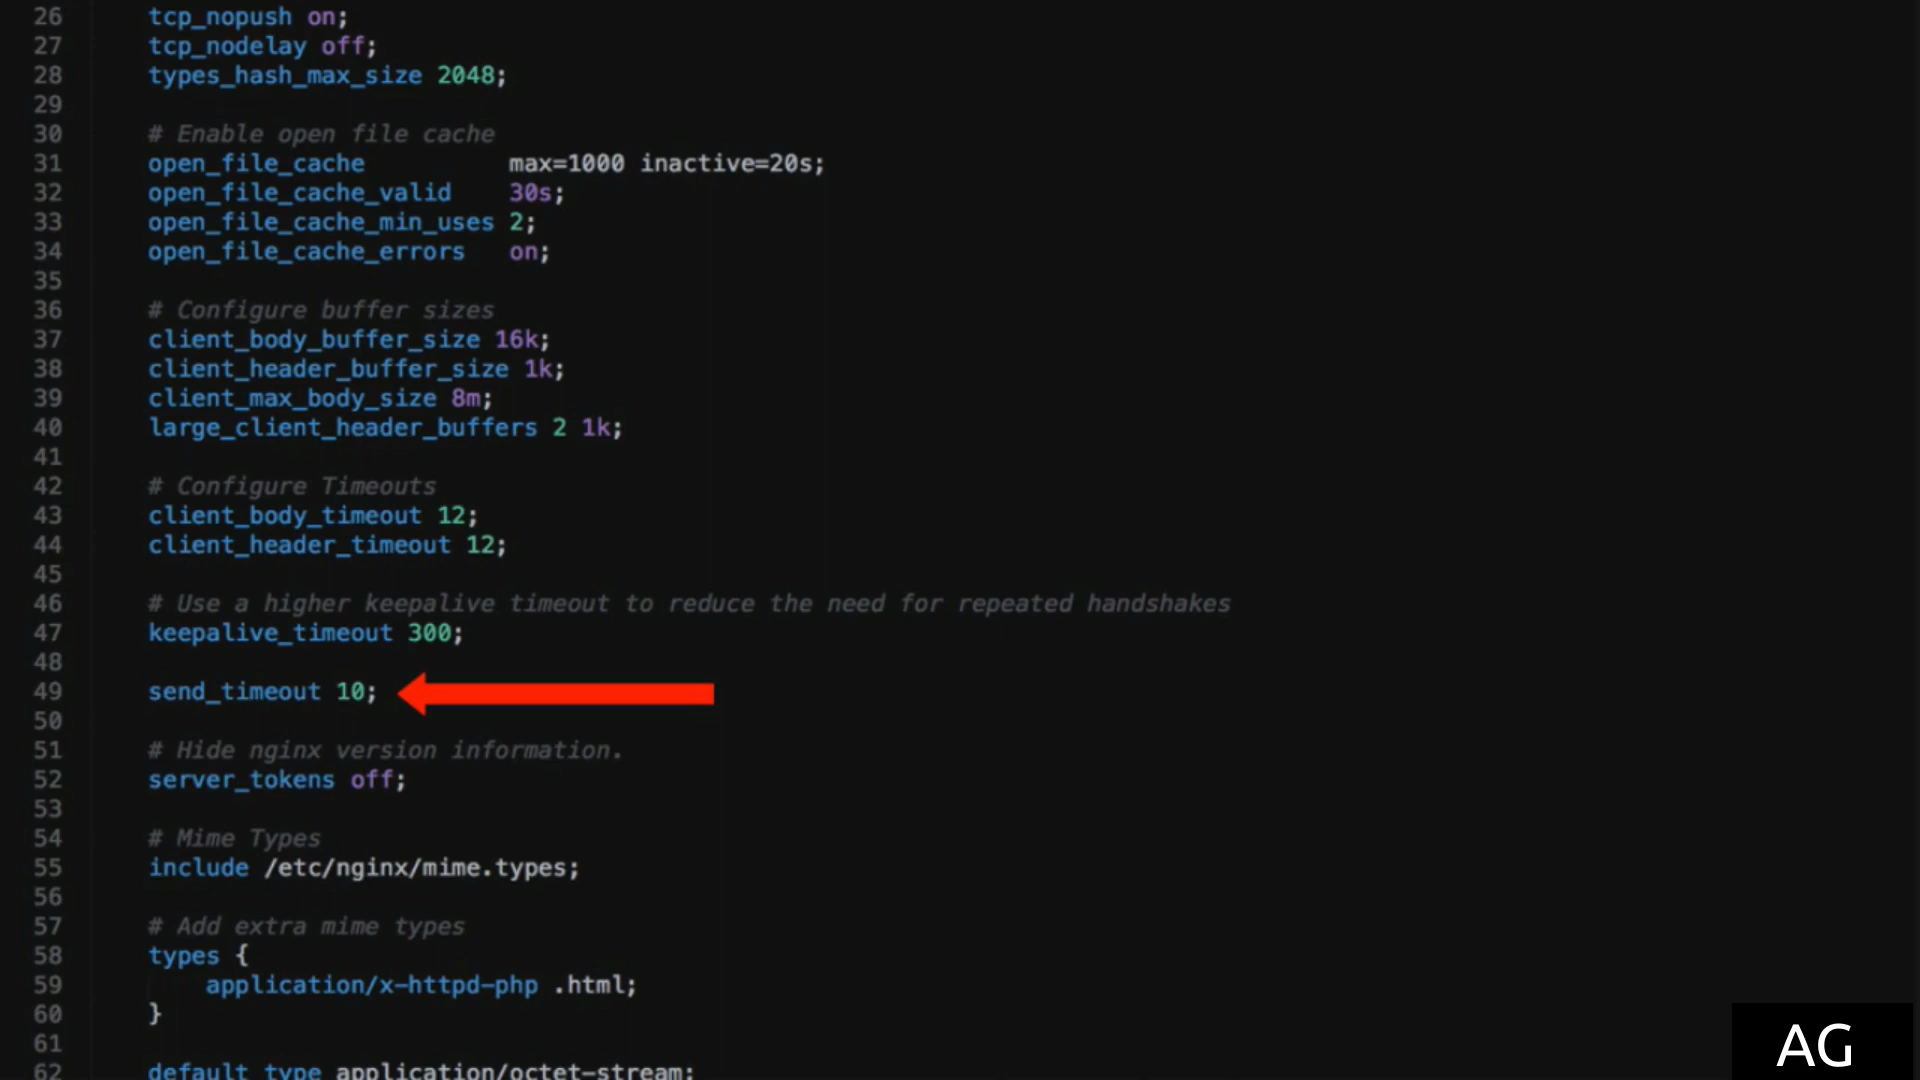 26 tcp_nopush on;
27 tcp_nodelay off;
28 types_hash_max_size 2048;
29
30 # Enable open file cache
31 open_file_cache max=1000 inactive=20s;
32 open_file_cache_valid 30s;
33 open_file_cache_min_uses 2;
34 open_file_cache_errors on;
35
36 # Configure buffer sizes
37 client_body_buffer_size 16k;
38 client_header_buffer_size 1k;
39 client_max_body_size 8m;
40 large_client_header_buffers 2 1k;
41
42 # Configure Timeouts
43 client_body_timeout 12;
44 client_header_timeout 12;
45
46 # Use a higher keepalive timeout to reduce the need for repeated handshakes
47 keepalive_timeout 300;
48
49 send_timeout 10;
50
51 # Hide nginx version information.
52 server_tokens off;
53
54 # Mime Types
55 include /etc/nginx/mime.types;
56
57 # Add extra mime types
58 types {
59 application/x-httpd-php .html;
60 }
61
62 default_type application/octet-stream;
AG